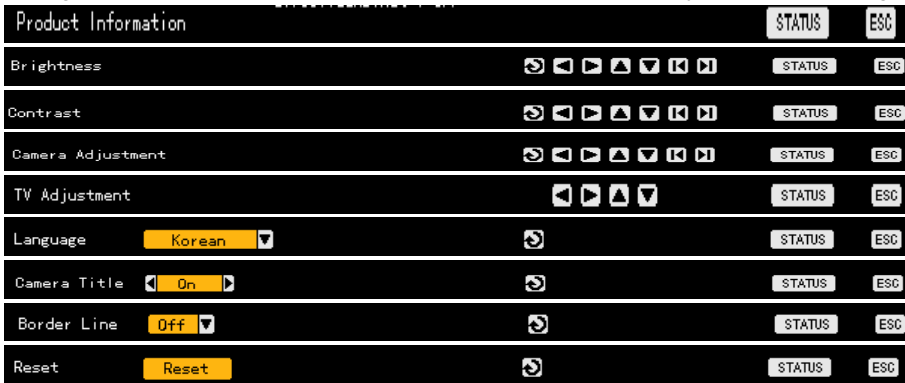 Product Information STATUS ESC
Brightness STATUS ESC
Contrast STATUS ESC
Camera Adjustment STATUS ESC
TV Adjustment STATUS ESC
Language Korean STATUS ESC
Camera Title On STATUS ESC
Border Line Off STATUS ESC
Reset Reset STATUS ESC